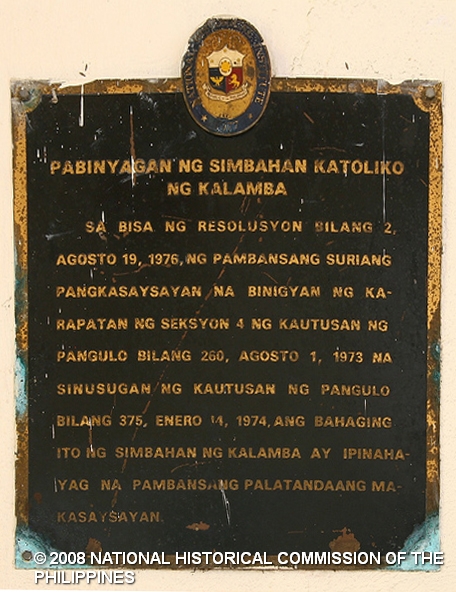 NATIONAL
PABINYAGAN NG SIMBAHAN KATOLIKO
NG KALAMBA
SA BISA NG RESOLUSYON BILANG 2,
AGOSTO 19, 1976, NG PAMBANSANG SURIANG
PANGKASAYSAYAN NA BINIGYAN NG KA-
RAPATAN NG SEKSYON 4 NG KAUTUSAN NG
PANGULO BILANG 260, AGOSTO 1, 1973 NA
SINUSUGAN NG KAUTUSAN NG PANGULO
BILANG 375, ENERO 14, 1974, ANG BAHAGING
ITO NG SIMBAHAN NG KALAMBA AY IPINAHA-
YAG NA PAMBANSANG PALATANDAANG MA-
KASAYSAYAN.
© 2008 NATIONAL HISTORICAL COMMISSION OF THE
PHILIPPINES